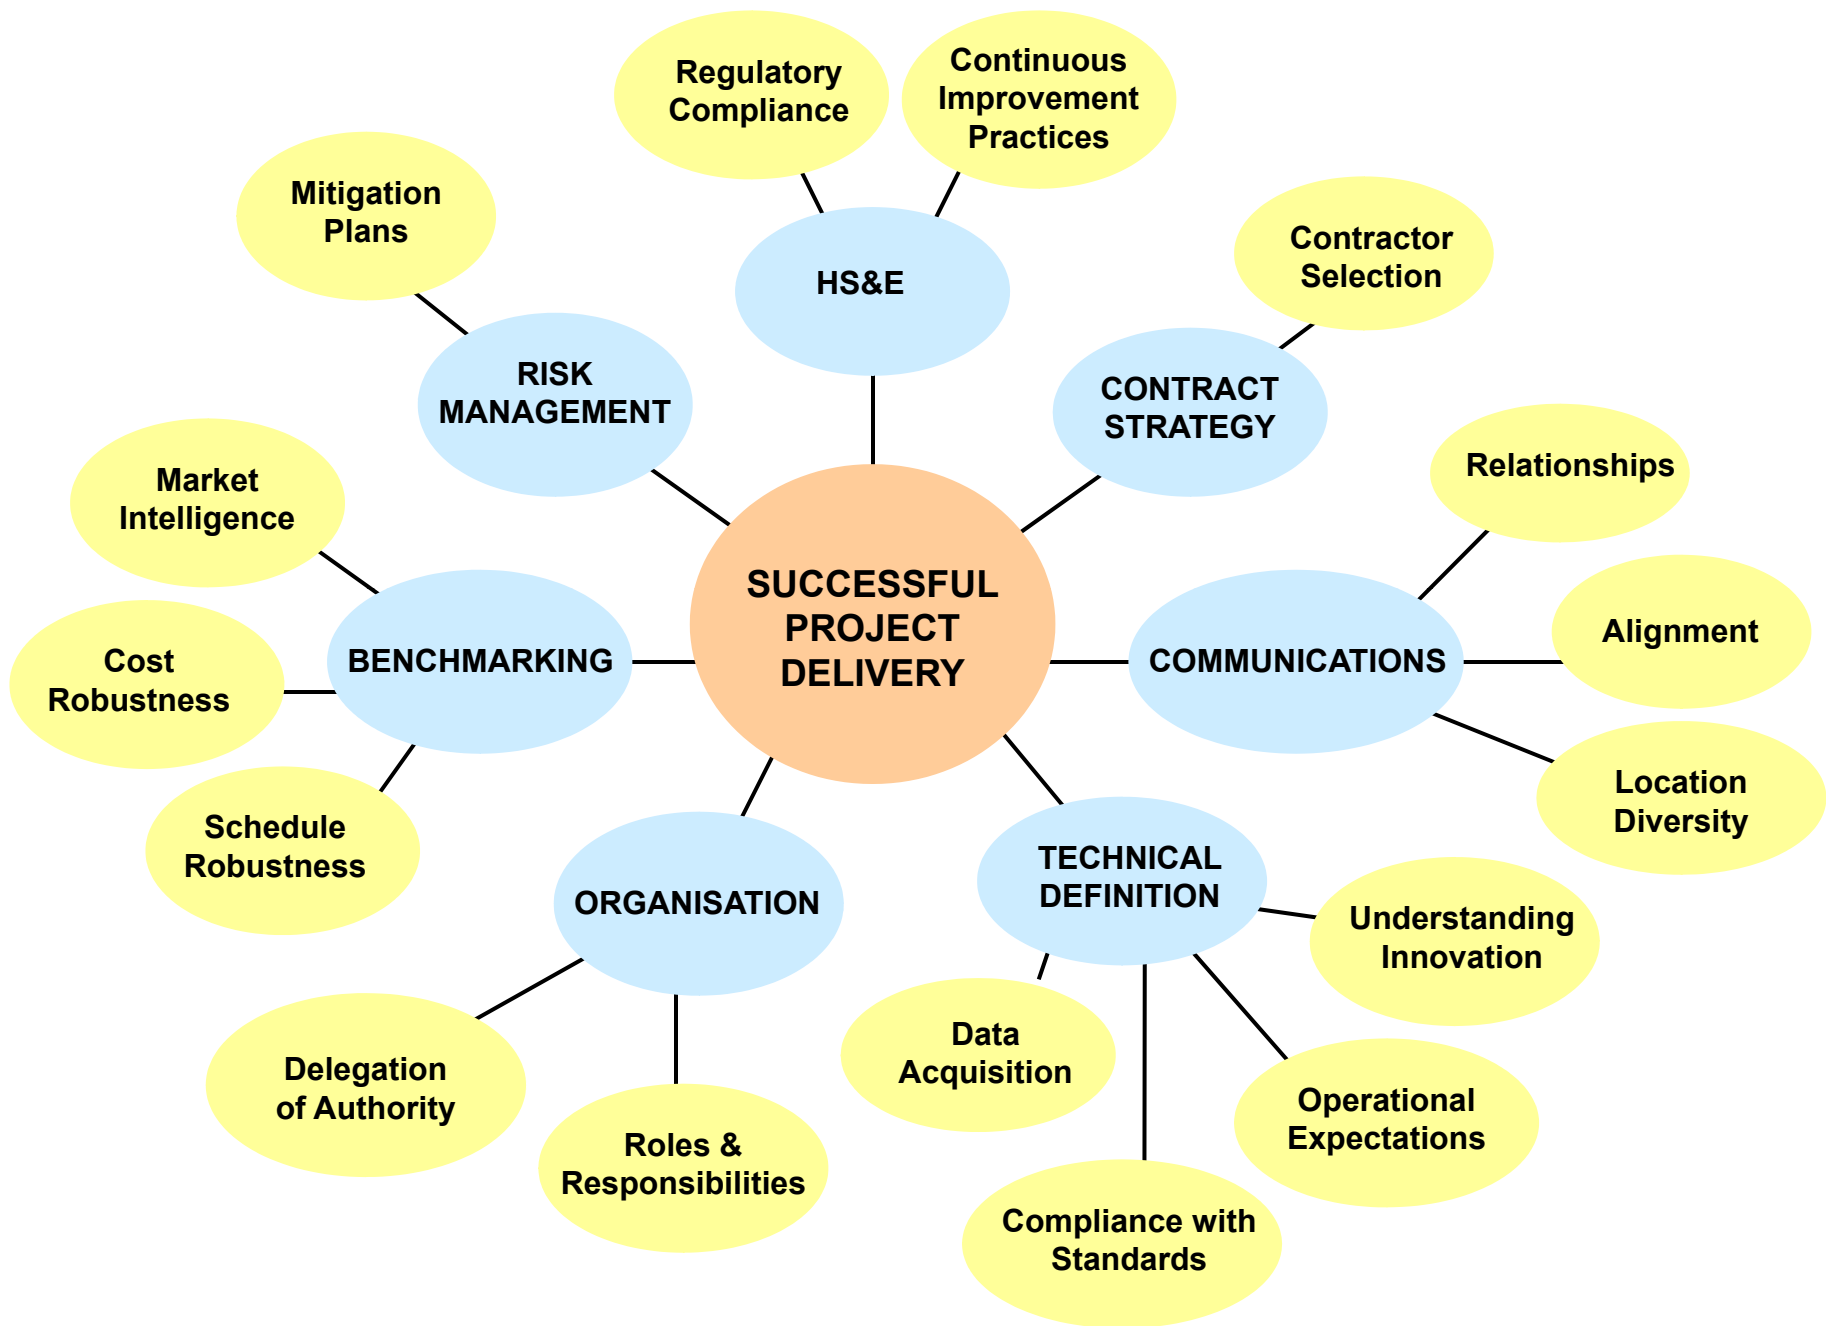 Regulatory
Compliance
Continuous
Improvement
Practices
Mitigation
Plans
Contractor
Selection
HS&E
RISK
MANAGEMENT
CONTRACT
STRATEGY
Market
Intelligence
Relationships
SUCCESSFUL
PROJECT
DELIVERY
BENCHMARKING
COMMUNICATIONS
Alignment
Cost
Robustness
Location
Diversity
Schedule
Robustness
ORGANISATION
TECHNICAL
DEFINITION
Understanding
Innovation
Data
Acquisition
Delegation
of Authority
Operational
Expectations
Roles &
Responsibilities
Compliance with
Standards